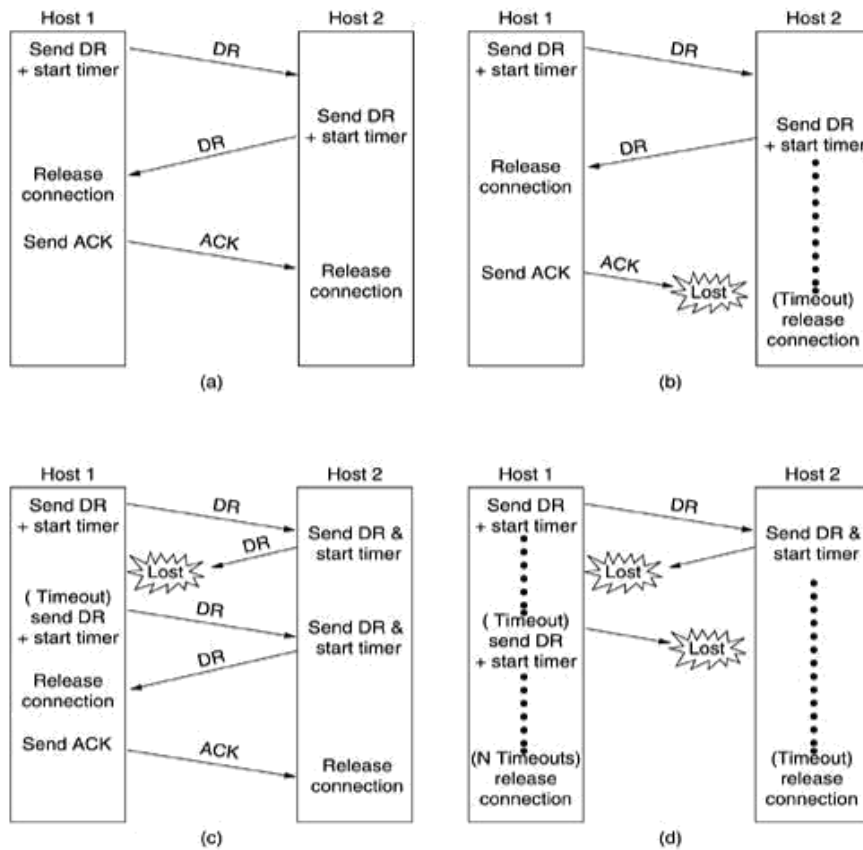 Host 1
Host 2
Send DR
+ start timer
DR
Send DR
+ start timer
DR
Release
connection
Send ACK
ACK
Release
connection
(a)
Host 1
Host 2
Send DR
+ start timer
DR
Send DR
+ start timer
DR
Release
connection
Send ACK
ACK
Lost
(Timeout)
release
connection
(b)
Host 1
Host 2
Send DR
+ start timer
DR
Send DR &
start timer
DR
Lost
( Timeout)
send DR
+ start timer
DR
Send DR &
start timer
DR
Release
connection
Send ACK
ACK
Release
connection
(c)
Host 1
Host 2
Send DR
+ start timer
DR
Send DR &
start timer
Lost
( Timeout)
send DR
+ start timer
Lost
(N Timeouts)
release
connection
(Timeout)
release
connection
(d)